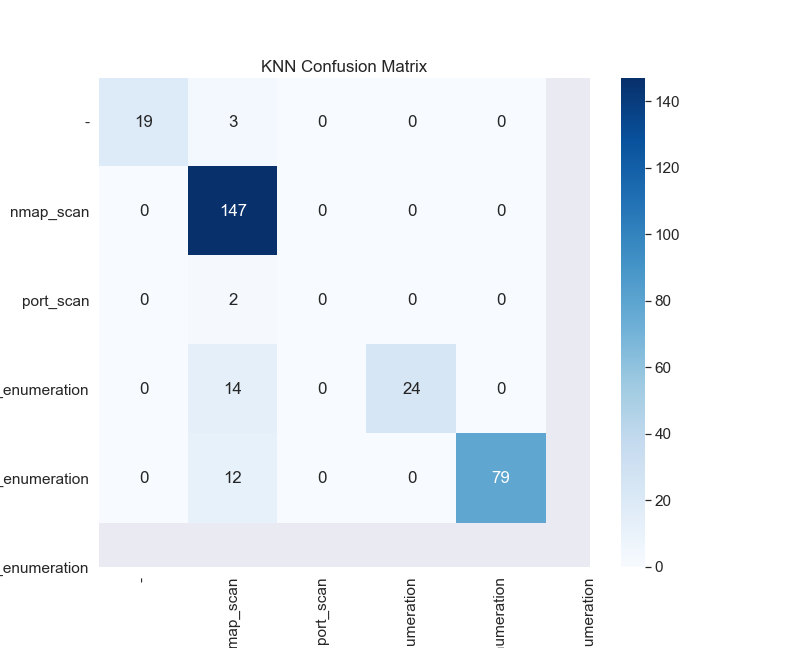 KNN Confusion Matrix
- 19 3 0 0 0
nmap_scan 0 147 0 0 0
port_scan 0 2 0 0 0
_enumeration 0 14 0 24 0
_enumeration 0 12 0 0 79
_enumeration
-
map_scan
port_scan
umeration
numeration
umeration
140
120
100
80
60
40
20
0